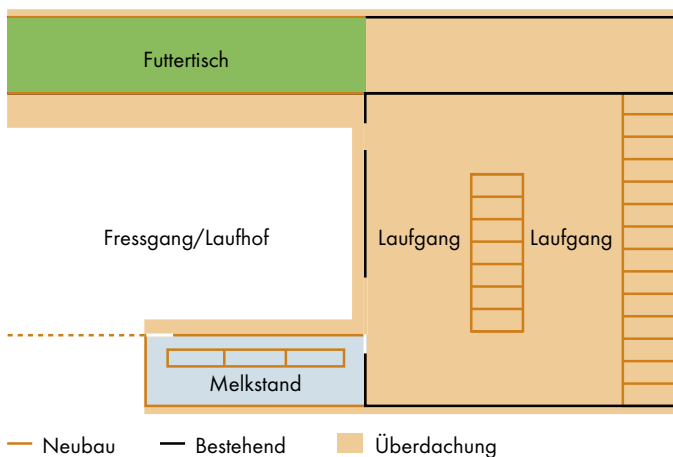 Futtertisch
Fressgang/Laufhof
Laufgang
Laufgang
Melkstand
Neubau
Bestehend
Überdachung